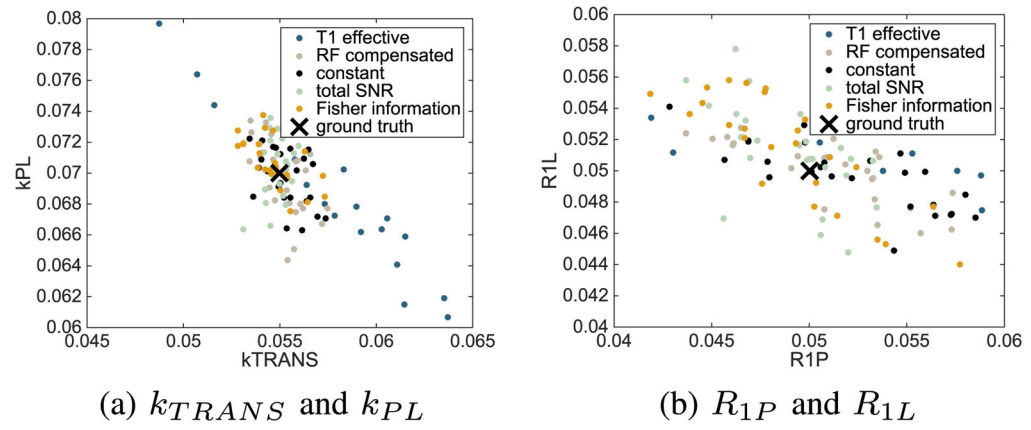 0.08
0.078
0.076
0.074
0.072
0.07
0.068
0.066
0.064
0.062
0.06
kPL
0.045 0.05 0.055 0.06 0.065
kTRANS
T1 effective
RF compensated
constant
total SNR
Fisher information
ground truth
(a) kTRANS and kPL
0.06
0.058
0.056
0.054
0.052
0.05
0.048
0.046
0.044
0.042
0.04
R1L
0.04 0.045 0.05 0.055 0.06
R1P
T1 effective
RF compensated
constant
total SNR
Fisher information
ground truth
(b) R1P and R1L